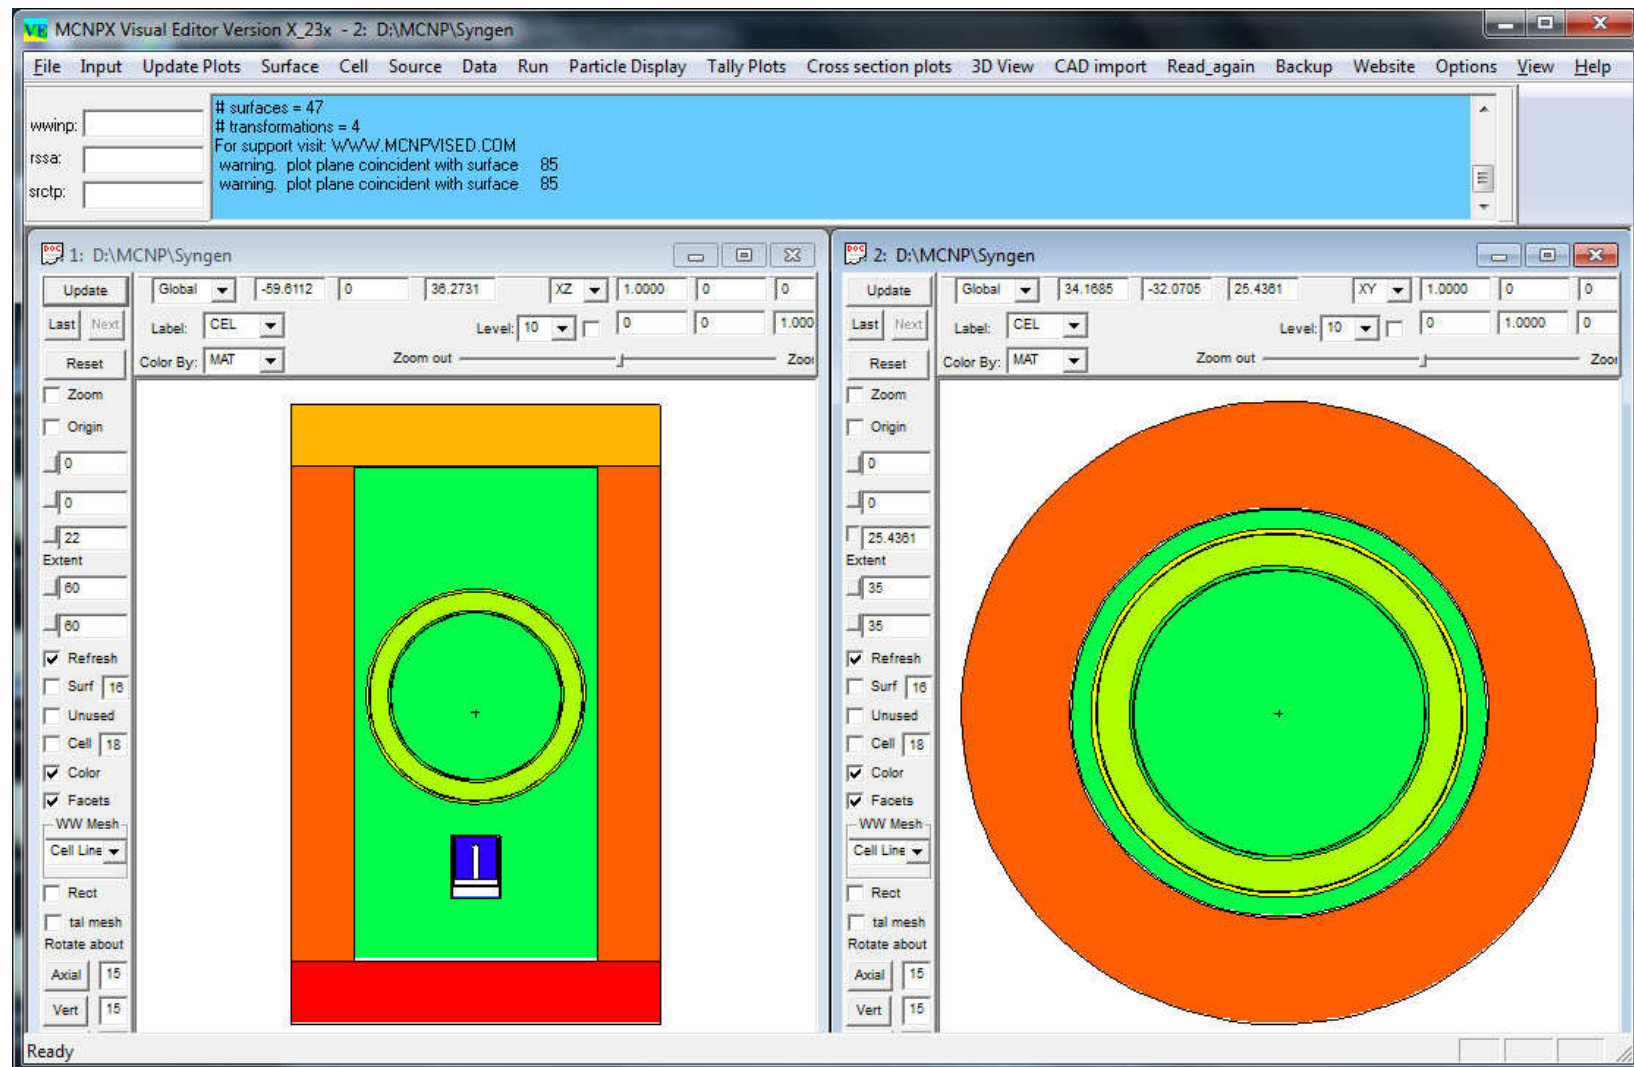 VE MCNPX Visual Editor Version X_23x - 2: D:\MCNP\Syngen
File Input Update Plots Surface Cell Source Data Run Particle Display Tally Plots Cross section plots 3D View CAD import Read_again Backup Website Options View Help
wwinp:
rssa:
srctp:
# surfaces = 47
# transformations = 4
For support visit: WWW.MCNPVISED.COM
warning. plot plane coincident with surface 85
warning. plot plane coincident with surface 85
DOC 1: D:\MCNP\Syngen
Update Global -59.6112 0 36.2731 XZ 1.0000 0 0
Last Next Label: CEL Level: 10 0 0 1.000
Reset Color By: MAT Zoom out Zoo
Zoom
Origin
0
0
22
Extent
60
60
Refresh
Surf 16
Unused
Cell 18
Color
Facets
WW Mesh
Cell Line
Rect
tal mesh
Rotate about
Axial 15
Vert 15
DOC 2: D:\MCNP\Syngen
Update Global 34.1685 -32.0705 25.4361 XY 1.0000 0 0
Last Next Label: CEL Level: 10 0 1.0000 0
Reset Color By: MAT Zoom out Zoo
Zoom
Origin
0
0
25.4361
Extent
35
35
Refresh
Surf 16
Unused
Cell 18
Color
Facets
WW Mesh
Cell Line
Rect
tal mesh
Rotate about
Axial 15
Vert 15
Ready